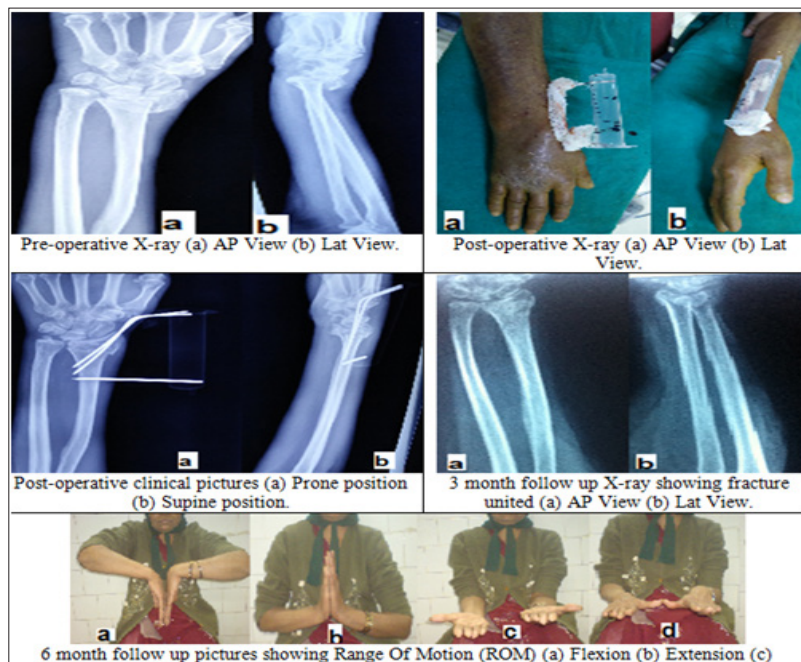 a b
Pre-operative X-ray (a) AP View (b) Lat View.
a b
Post-operative X-ray (a) AP View (b) Lat
View.
a b
Post-operative clinical pictures (a) Prone position
(b) Supine position.
a b
3 month follow up X-ray showing fracture
united (a) AP View (b) Lat View.
a b c d
6 month follow up pictures showing Range Of Motion (ROM) (a) Flexion (b) Extension (c)